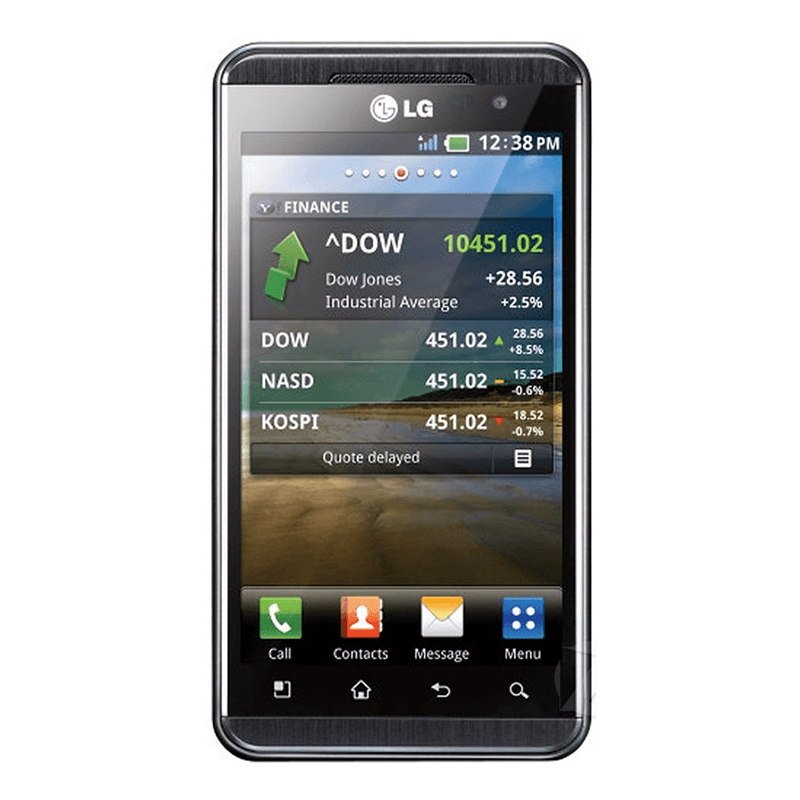 LG
12:38 PM
FINANCE
^DOW 10451.02
Dow Jones +28.56
Industrial Average +2.5%
DOW 451.02 28.56
+8.5%
NASD 451.02 15.52
-0.6%
KOSPI 451.02 18.52
-0.7%
Quote delayed
Call Contacts Message Menu